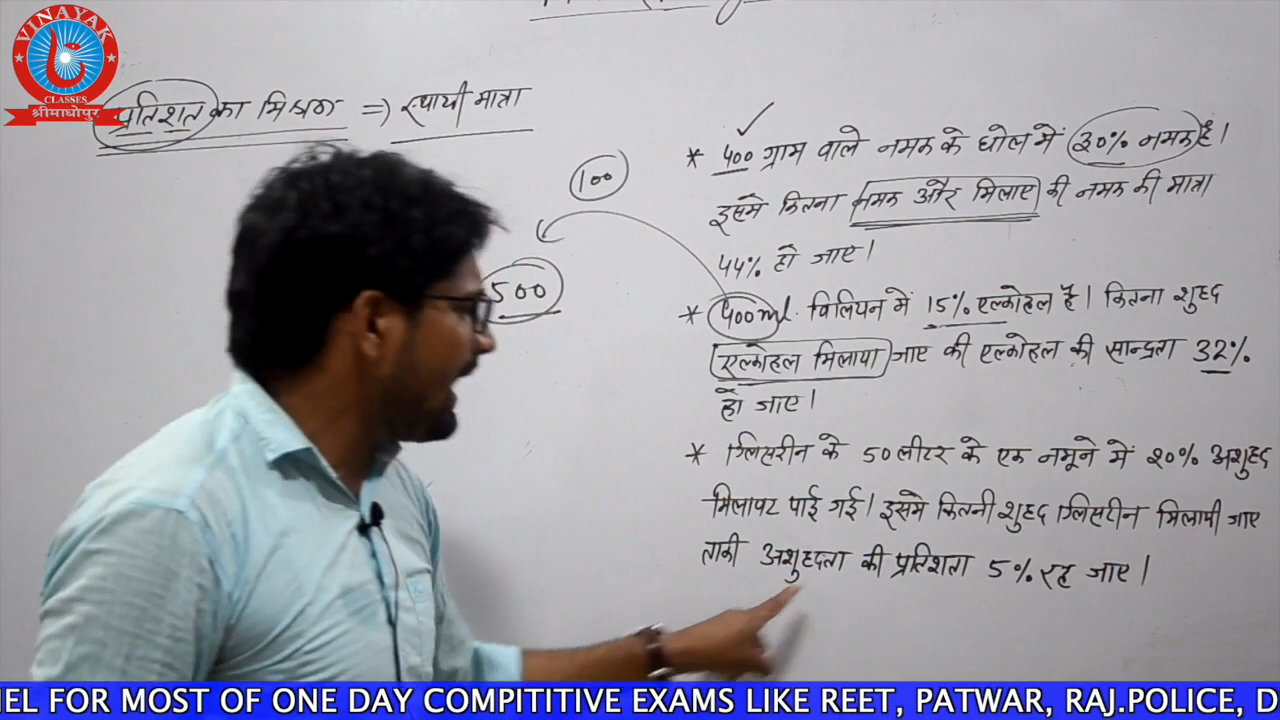 VINAYAK
CLASSES
श्रीमाधोपुर
प्रतिशत का मिश्रण => स्थायी मात्रा
100
500
* 400 ग्राम वाले नमक के घोल में 30% नमक है।
इसमे कितना नमक और मिलाए की नमक की मात्रा
44% हो जाए।
* 400ml. विलियन में 15% एल्कोहल है। कितना शुद्द
एल्कोहल मिलाया जाए की एल्कोहल की सान्द्रता 32%
हो जाए।
* ग्लिसरीन के 50 लीटर के एक नमूने में 20% अशुद्द
मिलावट पाई गई। इसमे कितनी शुद्द ग्लिसरीन मिलायी जाए
ताकी अशुद्दता की प्रतिशता 5% रह जाए।
NEL FOR MOST OF ONE DAY COMPITITIVE EXAMS LIKE REET, PATWAR, RAJ.POLICE, D